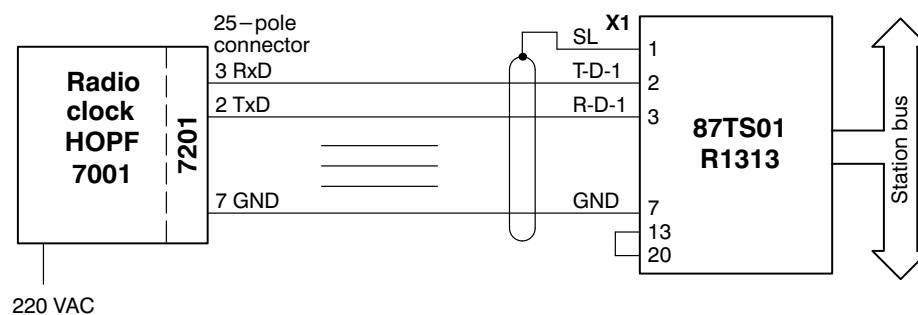 25–pole
connector
X1
SL
1
Radio
clock
HOPF
7001
7201
3 RxD
T-D-1
2
2 TxD
R-D-1
3
87TS01
R1313
Station bus
7 GND
GND
7
13
20
220 VAC